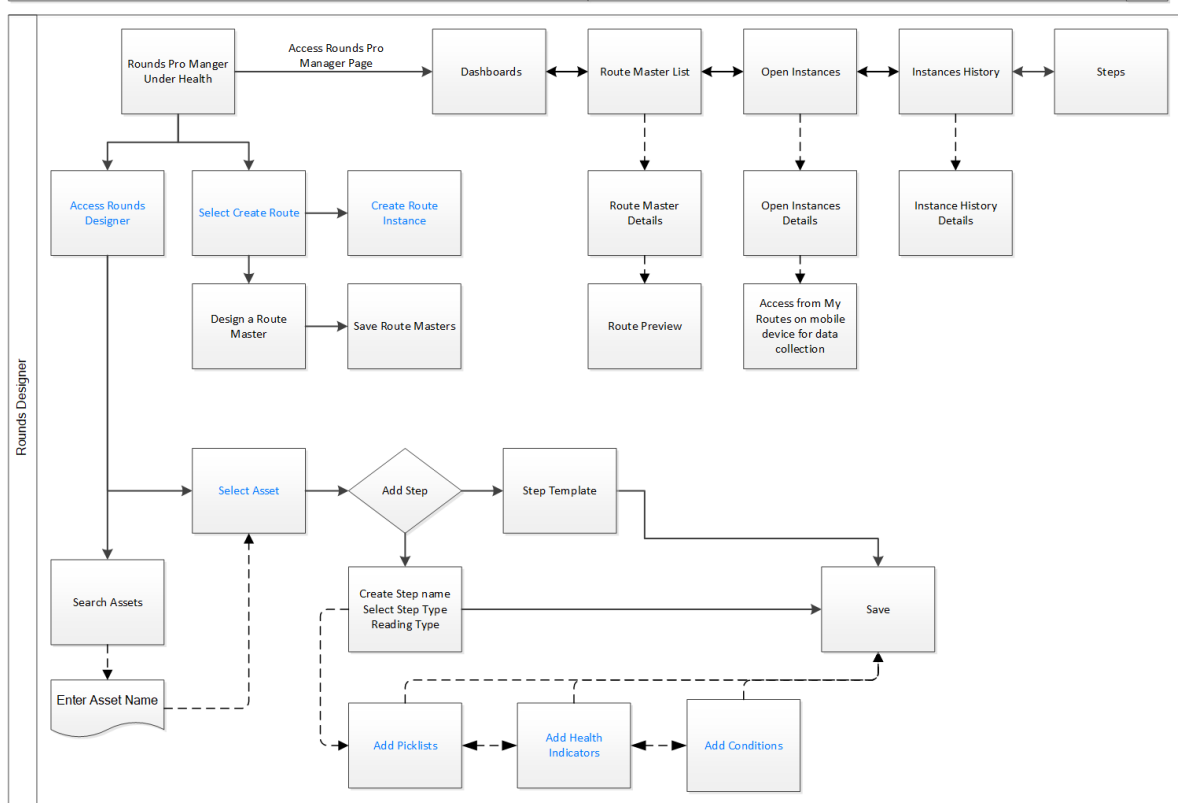 Rounds Designer
Rounds Pro Manger
Under Health
Access Rounds Pro
Manager Page
Dashboards
Route Master List
Open Instances
Instances History
Steps
Access Rounds
Designer
Select Create Route
Create Route
Instance
Route Master
Details
Open Instances
Details
Instance History
Details
Design a Route
Master
Save Route Masters
Route Preview
Access from My
Routes on mobile
device for data
collection
Select Asset
Add Step
Step Template
Search Assets
Create Step name
Select Step Type
Reading Type
Save
Enter Asset Name
Add Picklists
Add Health
Indicators
Add Conditions